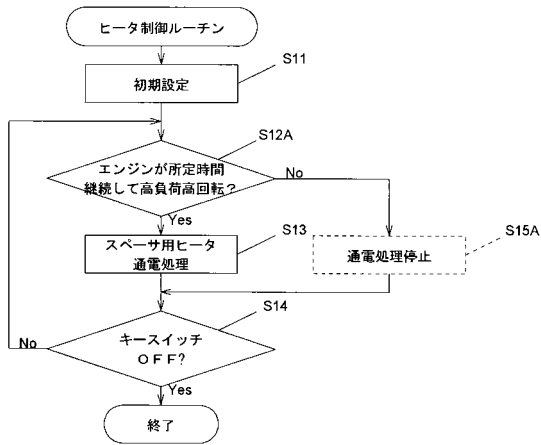 ヒータ制御ルーチン
S11
初期設定
S12A
エンジンが所定時間
継続して高負荷高回転？
No
Yes
スペーサ用ヒータ
通電処理
S13
通電処理停止
S15A
S14
キースイッチ
ＯＦＦ？
No
Yes
終了